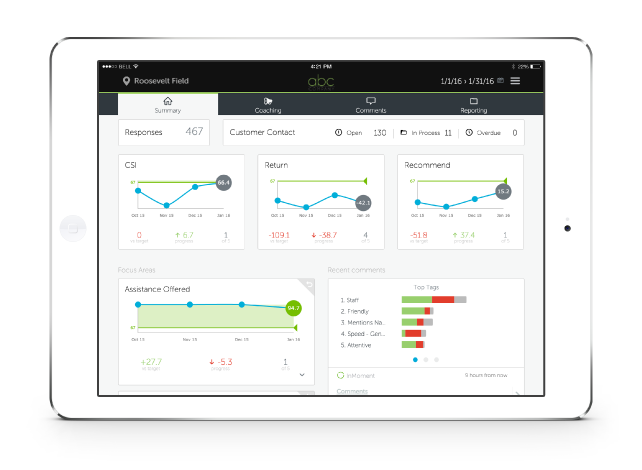 BELL 4:21 PM 22%
Roosevelt Field abc 1/1/16 › 1/31/16
Summary Coaching Comments Reporting
Responses 467 Customer Contact Open 130 In Process 11 Overdue 0
CSI Return Recommend
67 66.4 67 -42.1 67 15.2
Oct 15 Nov 15 Dec 15 Jan 16 Oct 15 Nov 15 Dec 15 Jan 16 Oct 15 Nov 15 Dec 15 Jan 16
0 6.7 1 -109.1 -38.7 4 -51.8 37.4 1
vs target progress of 5 vs target progress of 5 vs target progress of 5
Focus Areas Recent comments
Assistance Offered Top Tags
94.7
67
Oct 15 Nov 15 Dec 15 Jan 16
+27.7 -5.3 1
vs target progress of 5
1. Staff
2. Friendly
3. Mentions Na...
4. Speed - Gen...
5. Attentive
InMoment 9 hours from now
Comments